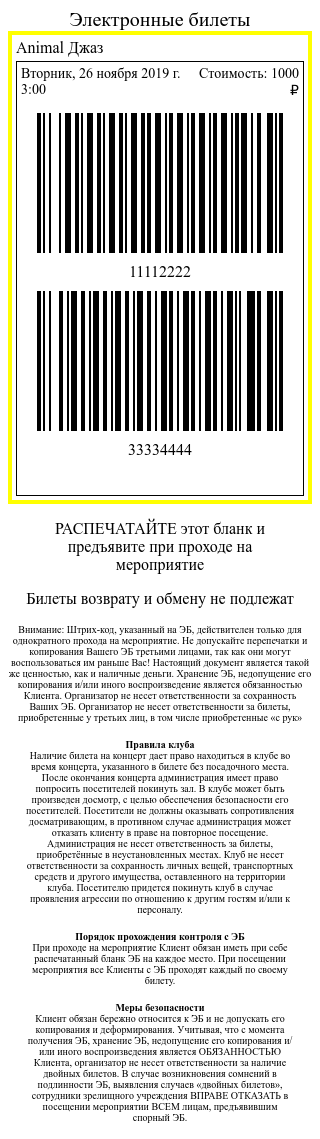 Электронные билеты
Animal Джаз
Вторник, 26 ноября 2019 г. Стоимость: 1000
3:00 ₽
11112222
33334444
РАСПЕЧАТАЙТЕ этот бланк и
предъявите при проходе на
мероприятие
Билеты возврату и обмену не подлежат
Внимание: Штрих-код, указанный на ЭБ, действителен только для
однократного прохода на мероприятие. Не допускайте перепечатки и
копирования Вашего ЭБ третьими лицами, так как они могут
воспользоваться им раньше Вас! Настоящий документ является такой
же ценностью, как и наличные деньги. Хранение ЭБ, недопущение его
копирования и/или иного воспроизведение является обязанностью
Клиента. Организатор не несет ответственности за сохранность
Ваших ЭБ. Организатор не несет ответственности за билеты,
приобретенные у третьих лиц, в том числе приобретенные «с рук»
Правила клуба
Наличие билета на концерт дает право находиться в клубе во
время концерта, указанного в билете без посадочного места.
После окончания концерта администрация имеет право
попросить посетителей покинуть зал. В клубе может быть
произведен досмотр, с целью обеспечения безопасности его
посетителей. Посетители не должны оказывать сопротивления
досматривающим, в противном случае администрация может
отказать клиенту в праве на повторное посещение.
Администрация не несет ответственность за билеты,
приобретённые в неустановленных местах. Клуб не несет
ответственности за сохранность личных вещей, транспортных
средств и другого имущества, оставленного на территории
клуба. Посетителю придется покинуть клуб в случае
проявления агрессии по отношению к другим гостям и/или к
персоналу.
Порядок прохождения контроля с ЭБ
При проходе на мероприятие Клиент обязан иметь при себе
распечатанный бланк ЭБ на каждое место. При посещении
мероприятия все Клиенты с ЭБ проходят каждый по своему
билету.
Меры безопасности
Клиент обязан бережно относится к ЭБ и не допускать его
копирования и деформирования. Учитывая, что с момента
получения ЭБ, хранение ЭБ, недопущение его копирования и/
или иного воспроизведения является ОБЯЗАННОСТЬЮ
Клиента, организатор не несет ответственности за наличие
двойных билетов. В случае возникновения сомнений в
подлинности ЭБ, выявления случаев «двойных билетов»,
сотрудники зрелищного учреждения ВПРАВЕ ОТКАЗАТЬ в
посещении мероприятии ВСЕМ лицам, предъявившим
спорный ЭБ.